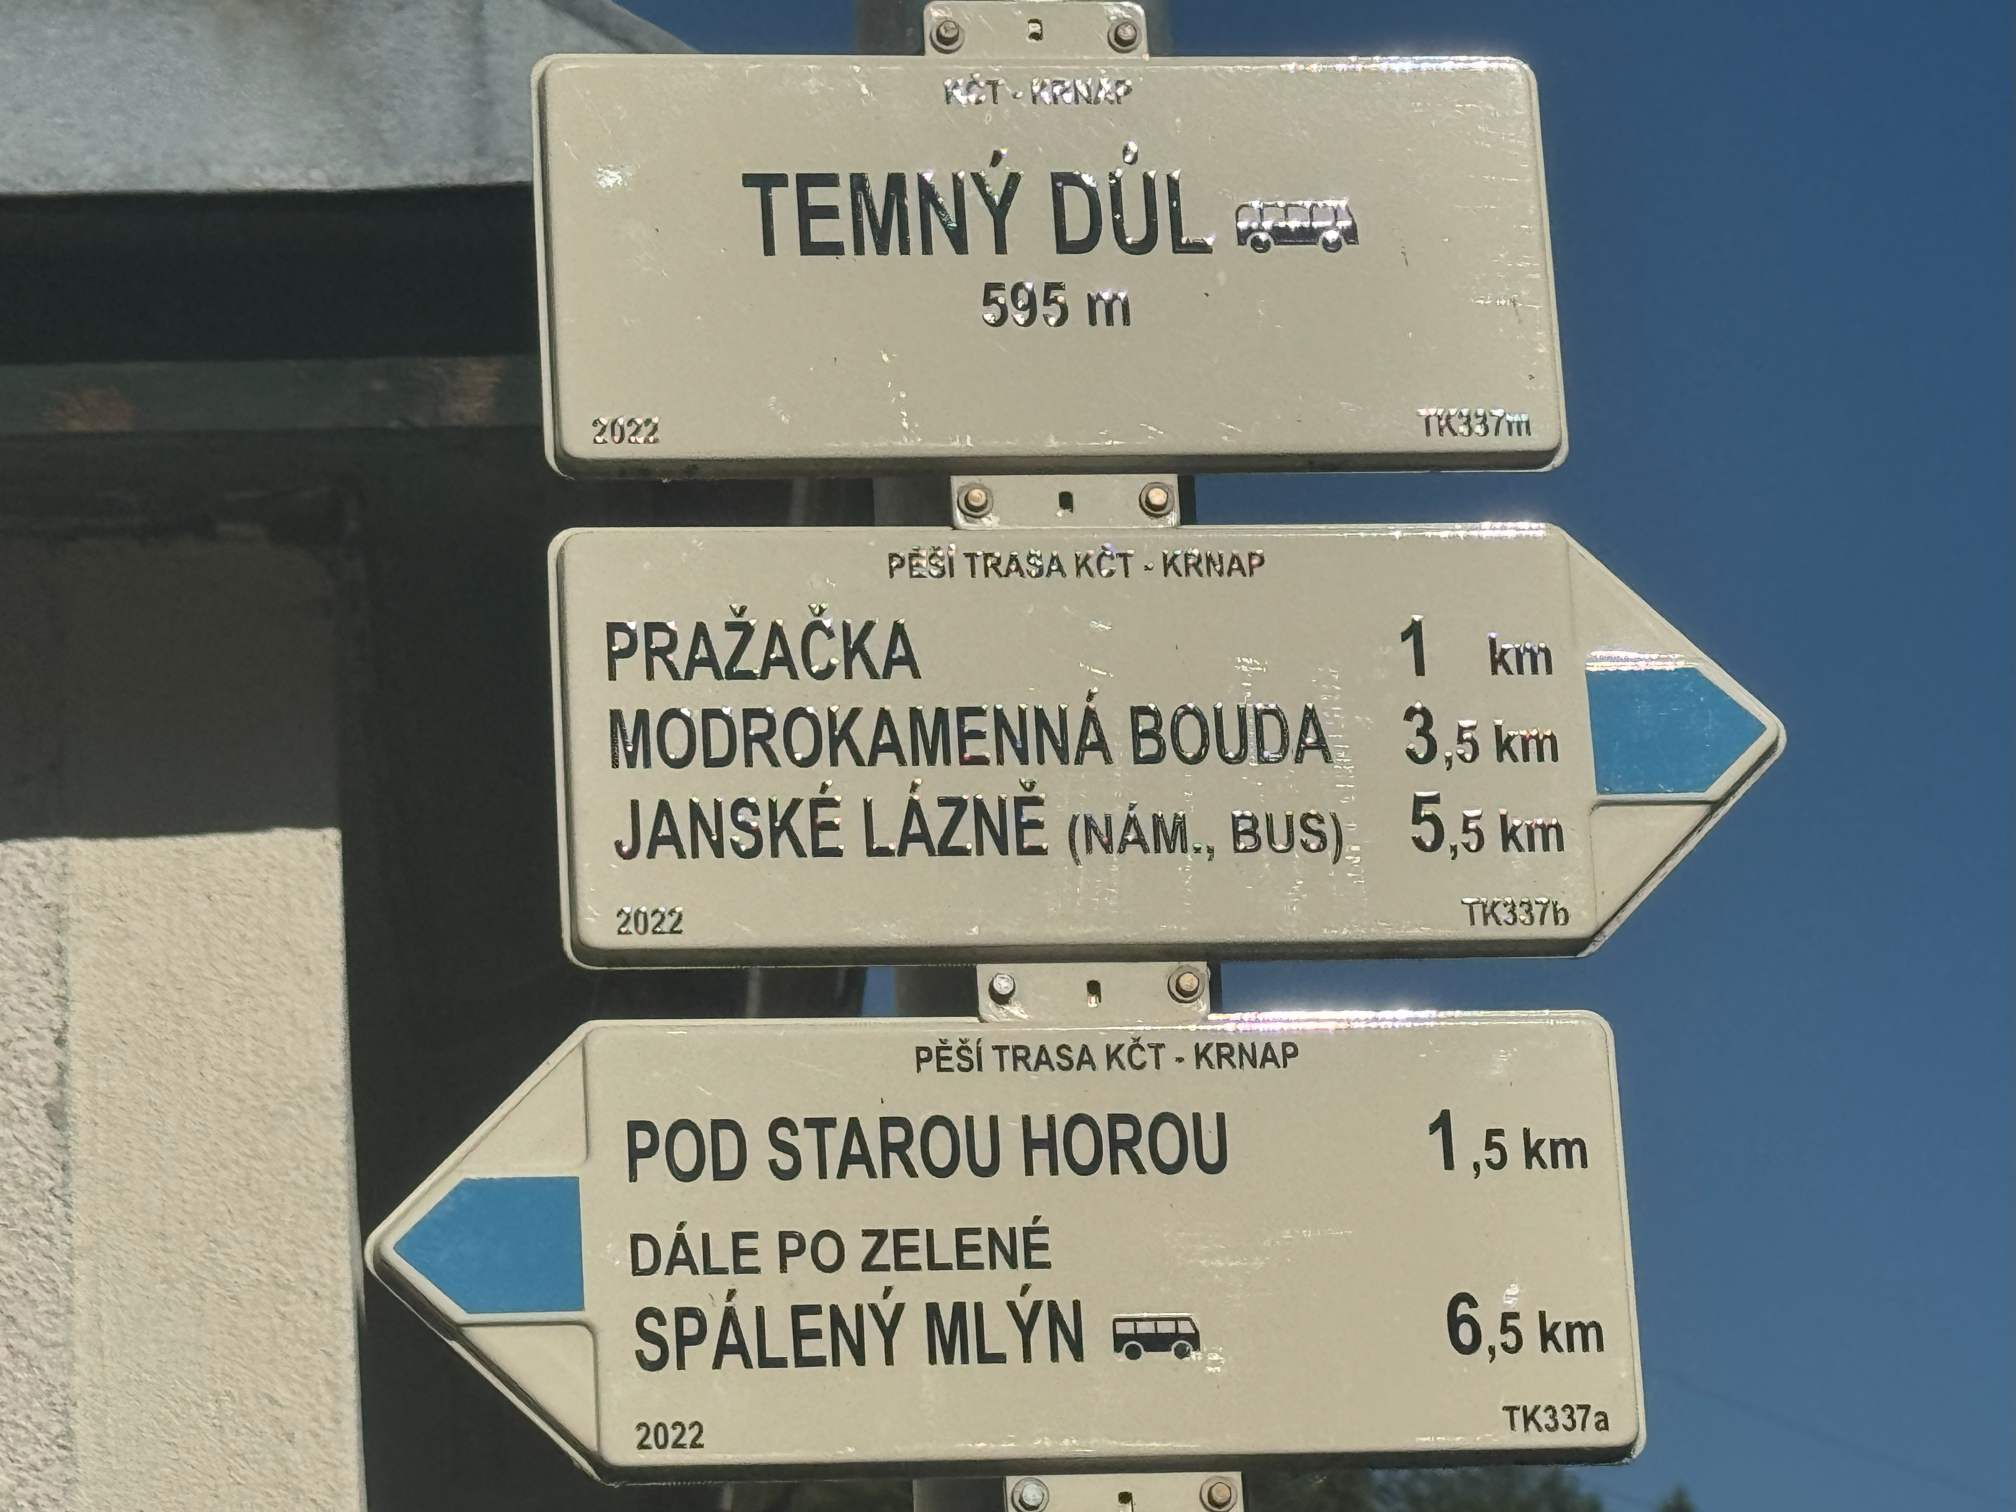 KČT - KRNAP
TEMNÝ DŮL
595 m
2022 TK337m
PĚŠÍ TRASA KČT - KRNAP
PRAŽAČKA 1 km
MODROKAMENNÁ BOUDA 3,5 km
JANSKÉ LÁZNĚ (NÁM., BUS) 5,5 km
2022 TK337b
PĚŠÍ TRASA KČT - KRNAP
POD STAROU HOROU 1,5 km
DÁLE PO ZELENÉ
SPÁLENÝ MLÝN 6,5 km
2022 TK337a